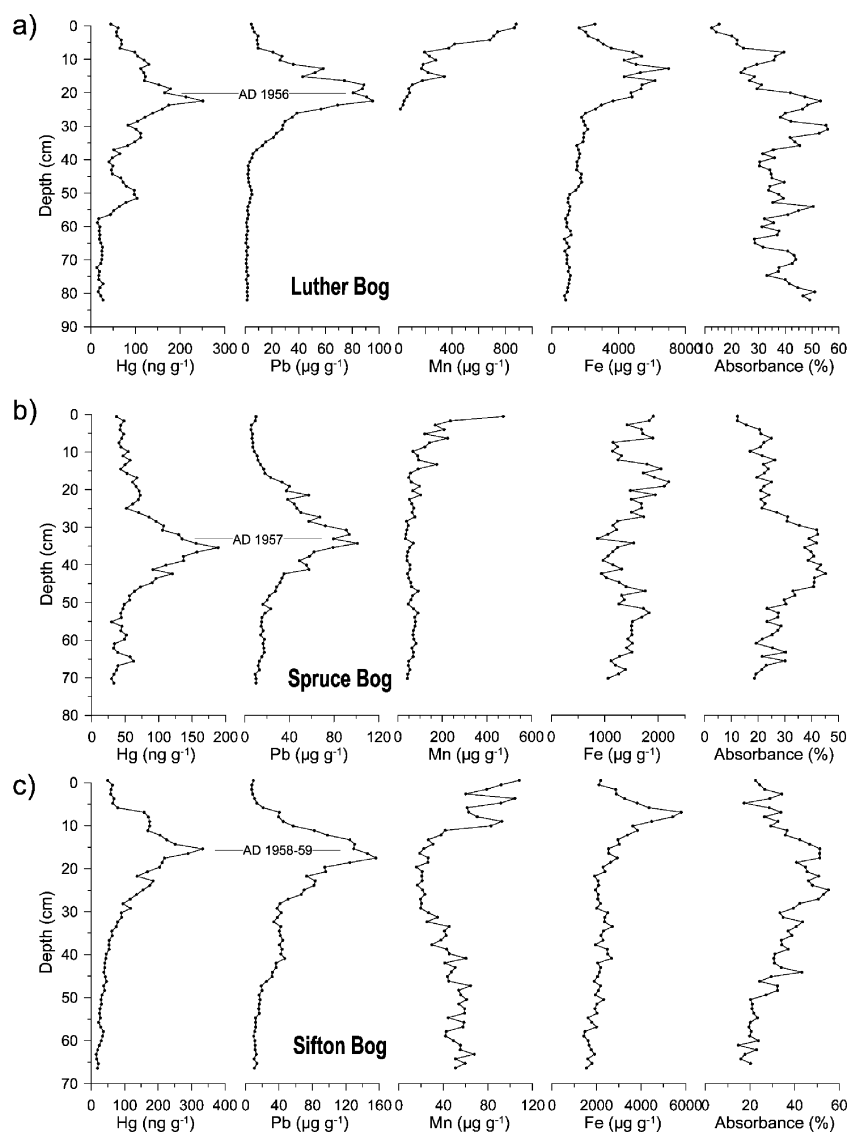 a)
0
10
20
30
40
50
60
70
80
90
Depth (cm)
AD 1956
Luther Bog
0 100 200 300
0 20 40 60 80 100
0 200 400 600 800 1000
0 2000 4000 6000 8000
10 20 30 40 50 60
Hg (ng g-1) Pb (µg g-1) Mn (µg g-1) Fe (µg g-1) Absorbance (%)
b)
0
10
20
30
40
50
60
70
80
Depth (cm)
AD 1957
Spruce Bog
0 50 100 150 200
0 40 80 120
0 200 400 600
0 1000 2000
0 10 20 30 40 50
Hg (ng g-1) Pb (µg g-1) Mn (µg g-1) Fe (µg g-1) Absorbance (%)
c)
0
10
20
30
40
50
60
70
Depth (cm)
AD 1958-59
Sifton Bog
0 100 200 300 400
0 40 80 120 160
0 40 80 120
0 2000 4000 6000
0 20 40 60
Hg (ng g-1) Pb (µg g-1) Mn (µg g-1) Fe (µg g-1) Absorbance (%)